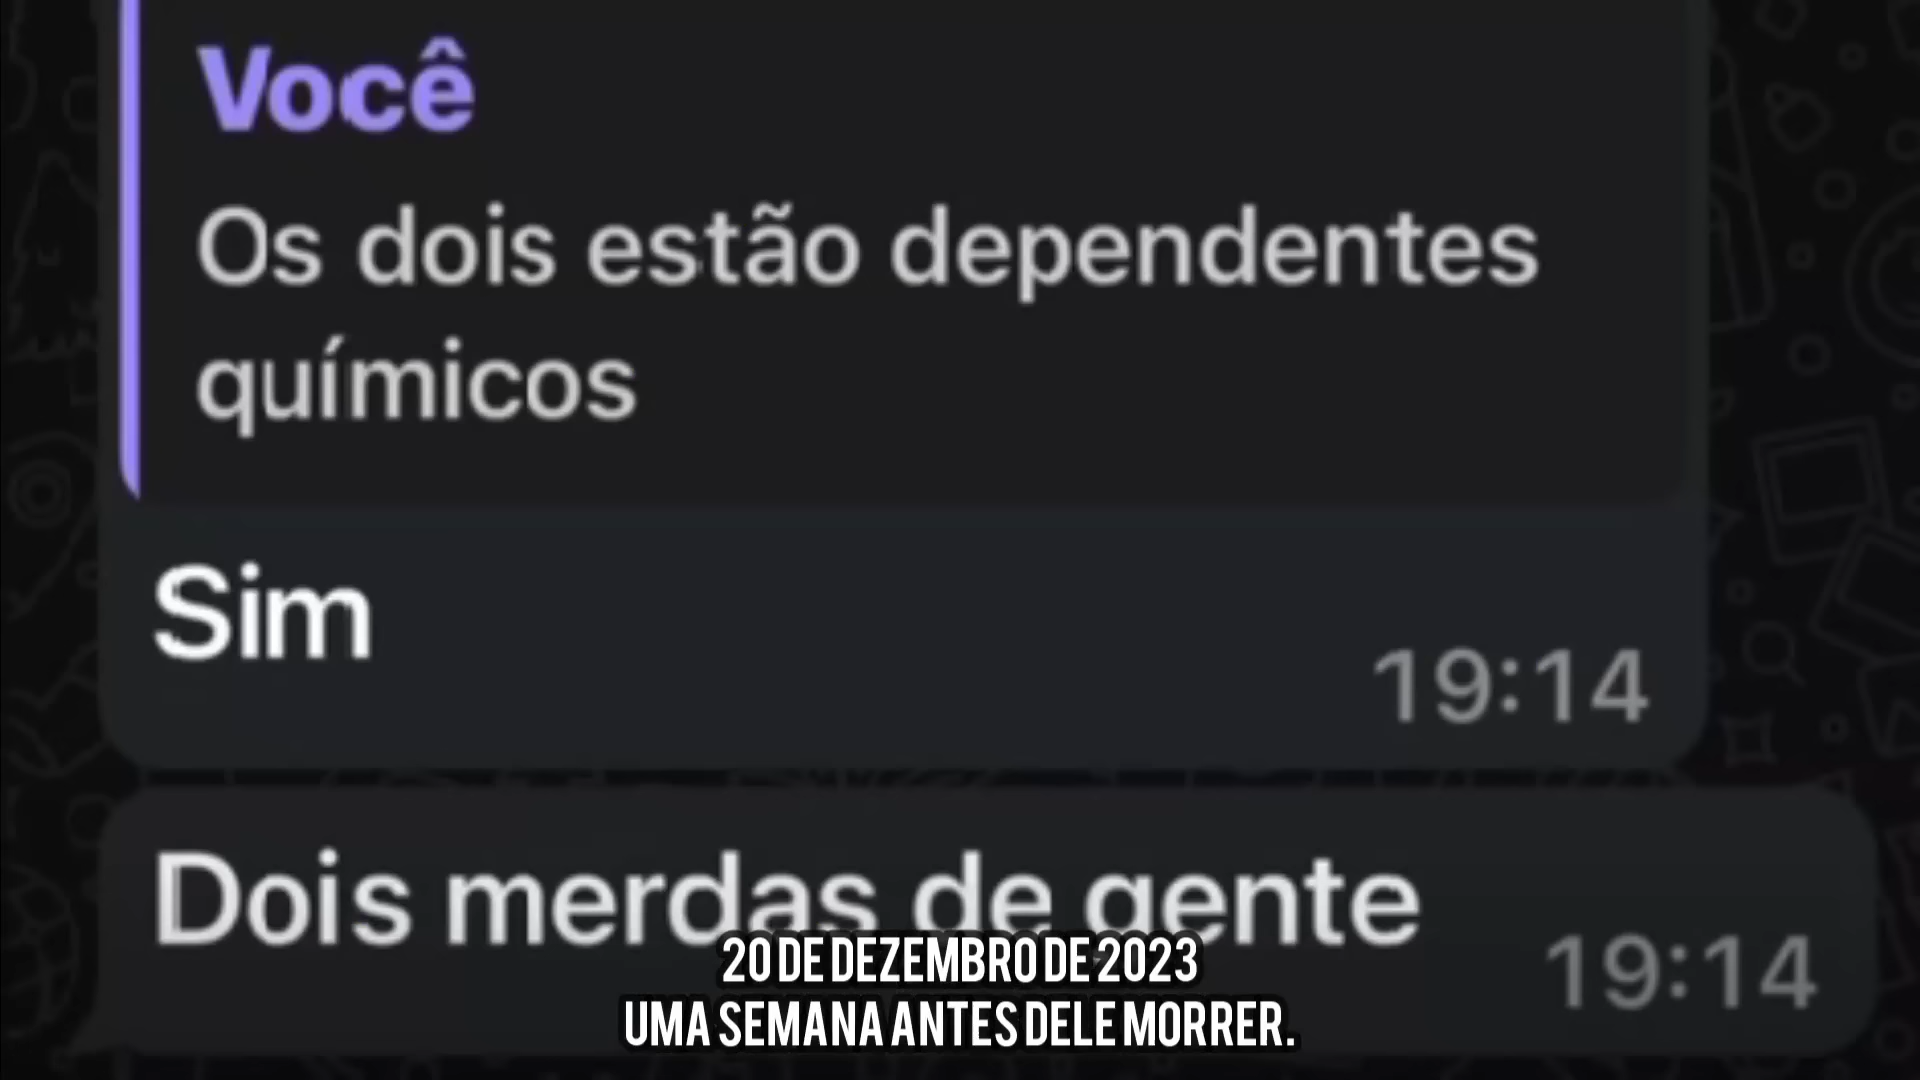 Você
Os dois estão dependentes
químicos
Sim
19:14
Dois merdas de gente
19:14
20 DE DEZEMBRO DE 2023
UMA SEMANA ANTES DELE MORRER.